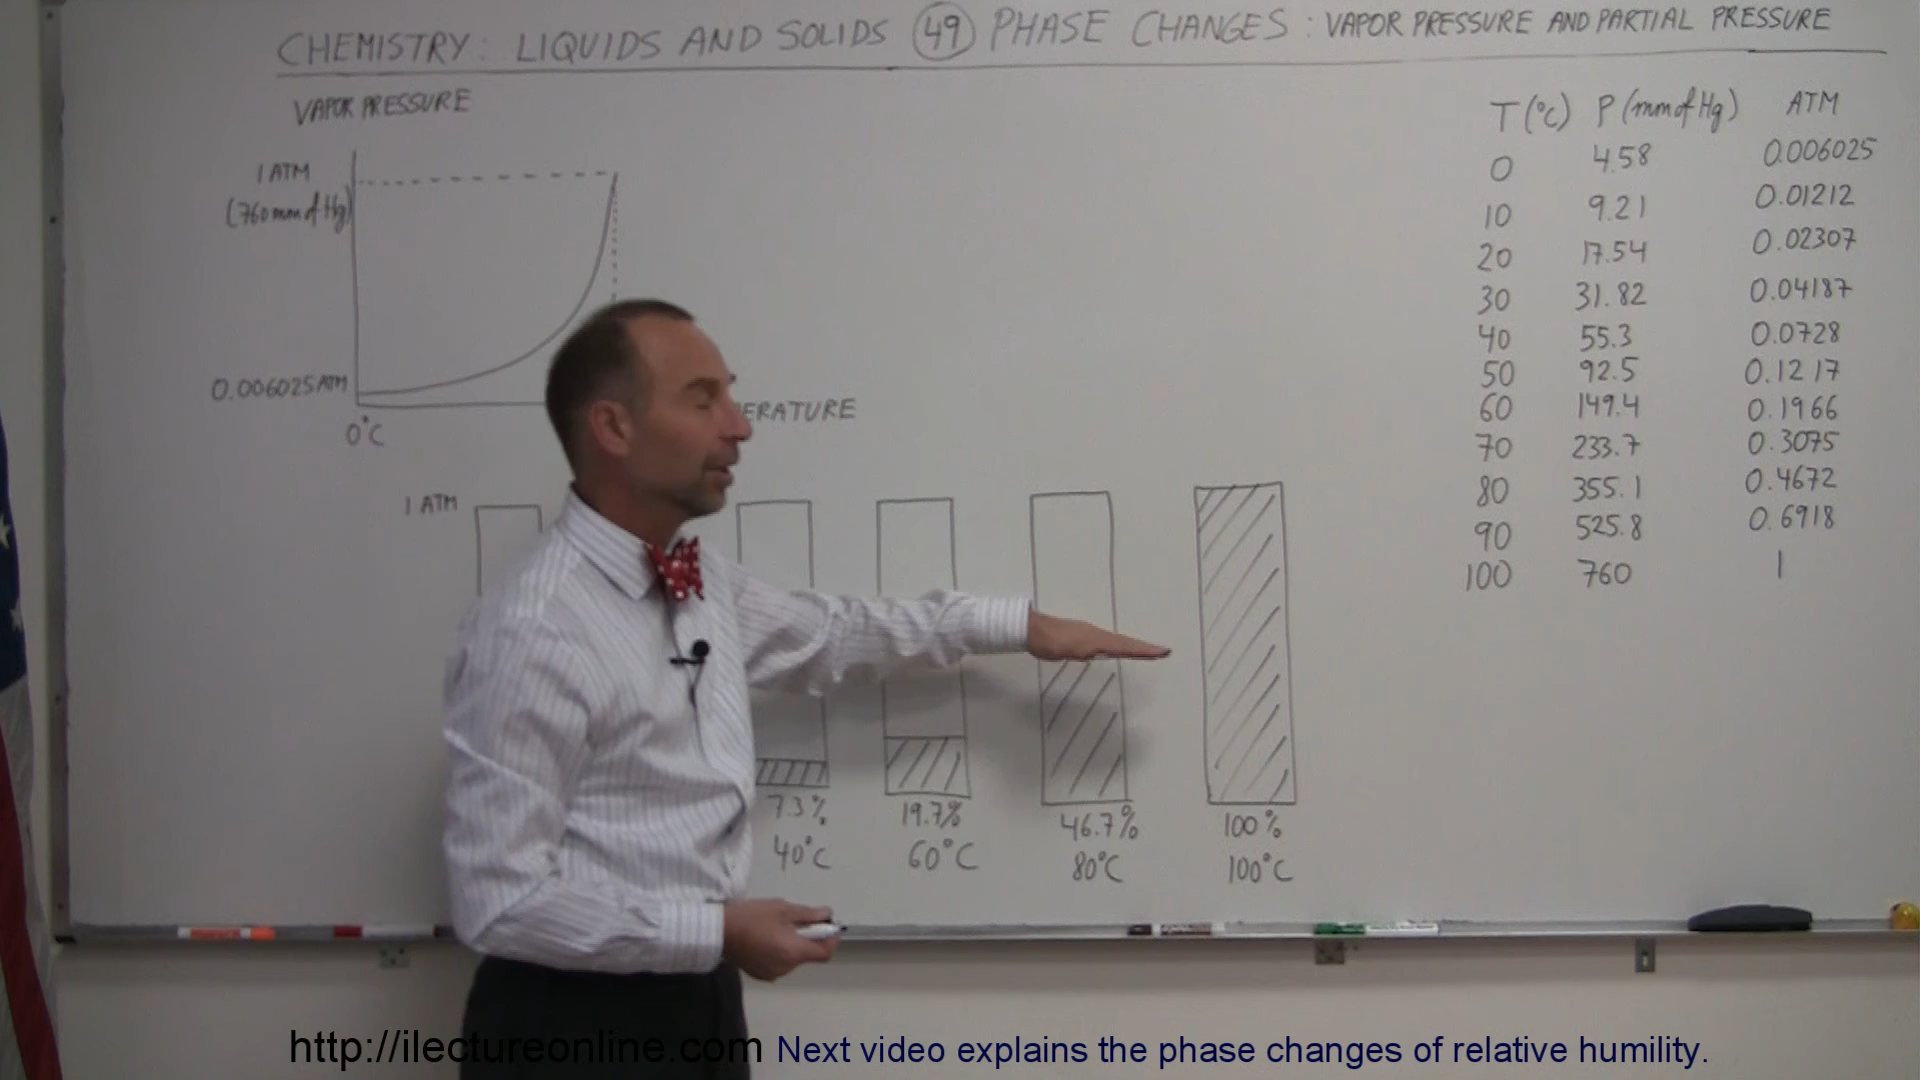 CHEMISTRY: LIQUIDS AND SOLIDS 49 PHASE CHANGES: VAPOR PRESSURE AND PARTIAL PRESSURE
VAPOR PRESSURE
1 ATM
(760 mm of Hg)
0.006025 ATM
0°C
ERATURE
T (°C) P (mm of Hg) ATM
0 4.58 0.006025
10 9.21 0.01212
20 17.54 0.02307
30 31.82 0.04187
40 55.3 0.0728
50 92.5 0.1217
60 149.4 0.1966
70 233.7 0.3075
80 355.1 0.4672
90 525.8 0.6918
100 760 1
1 ATM
7.3% 19.7% 46.7% 100%
40°C 60°C 80°C 100°C
http://ilectureonline.com Next video explains the phase changes of relative humility.